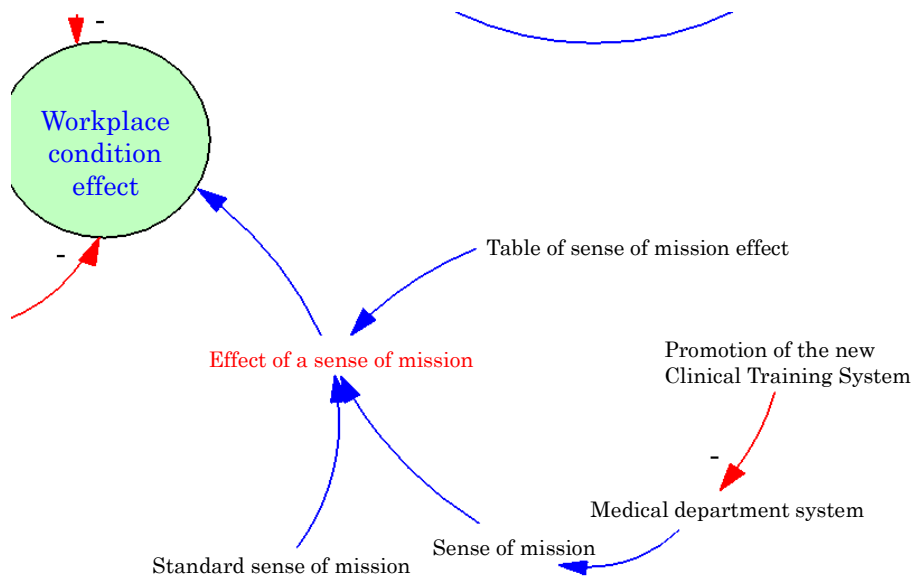 -
Workplace
condition
effect
-
Table of sense of mission effect
Effect of a sense of mission
Promotion of the new
Clinical Training System
-
Medical department system
Sense of mission
Standard sense of mission